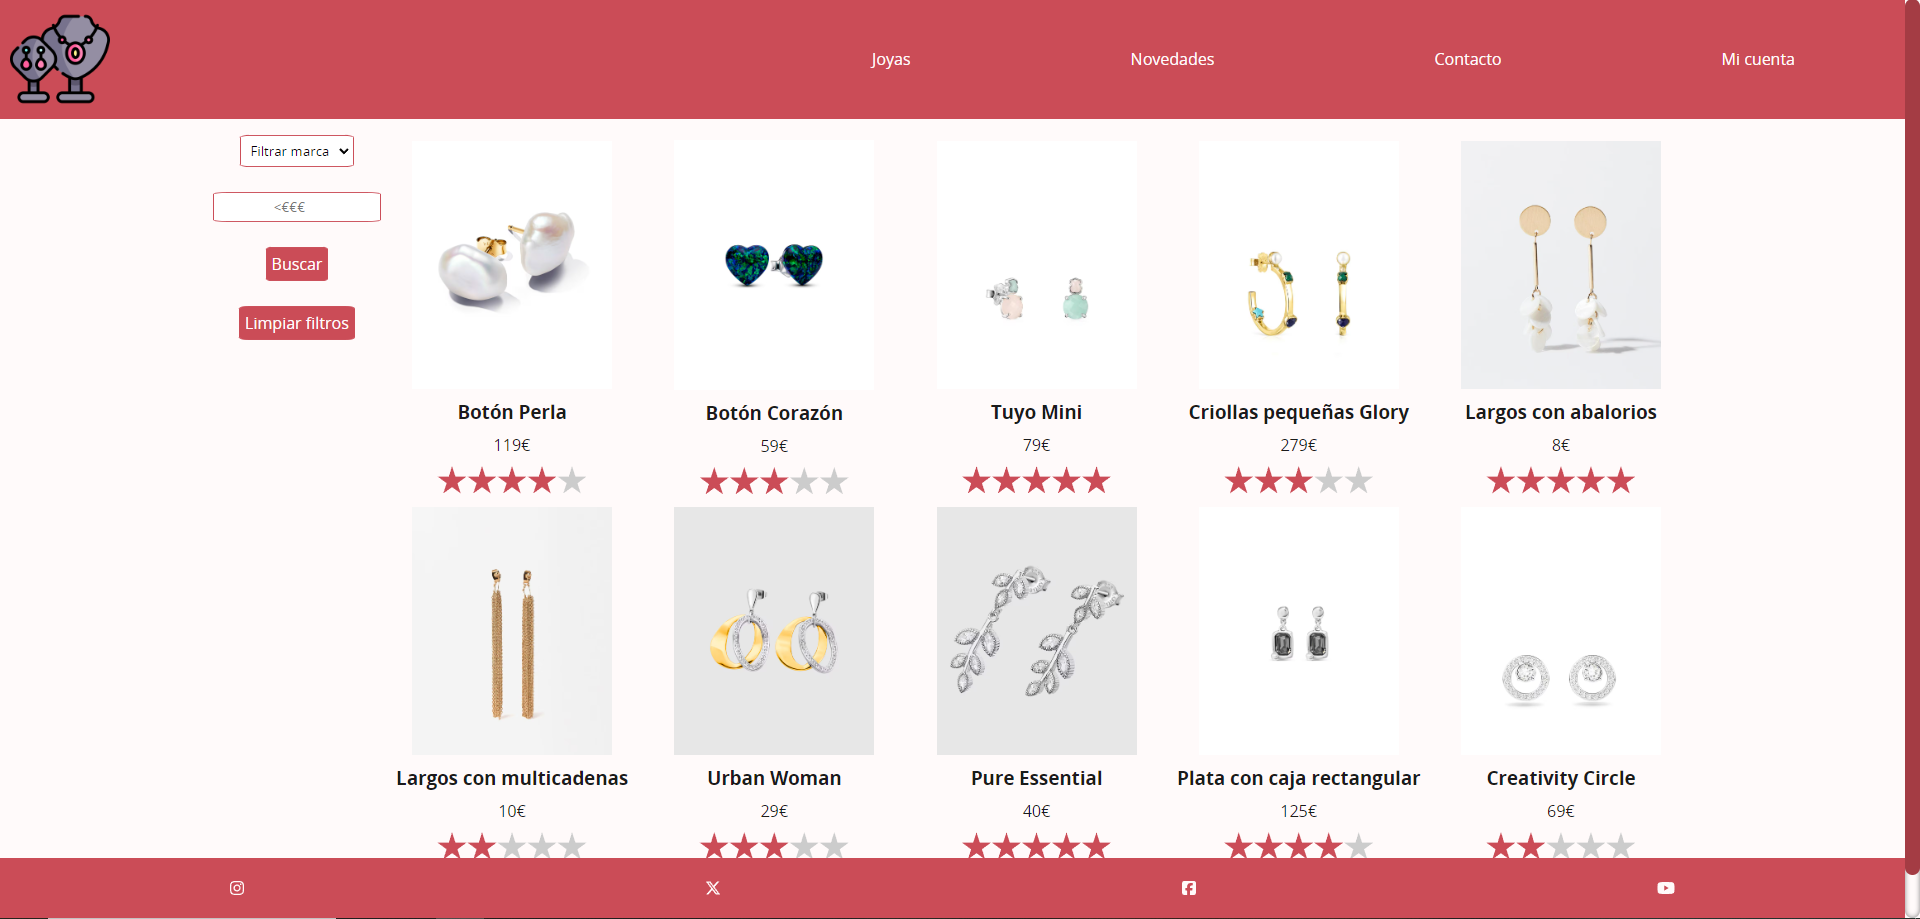 Joyas
Novedades
Contacto
Mi cuenta
Filtrar marca
<€€€
Buscar
Limpiar filtros
Botón Perla
119€
Botón Corazón
59€
Tuyo Mini
79€
Criollas pequeñas Glory
279€
Largos con abalorios
8€
Largos con multicadenas
10€
Urban Woman
29€
Pure Essential
40€
Plata con caja rectangular
125€
Creativity Circle
69€